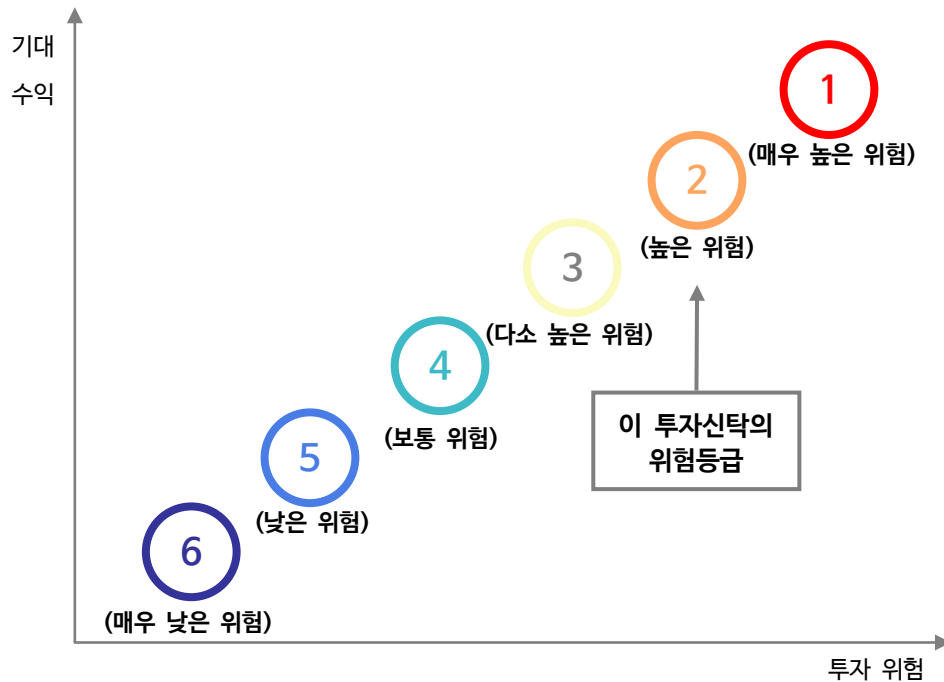 기대
수익
1
(매우 높은 위험)
2
(높은 위험)
3
(다소 높은 위험)
4
(보통 위험)
이 투자신탁의
위험등급
5
(낮은 위험)
6
(매우 낮은 위험)
투자 위험